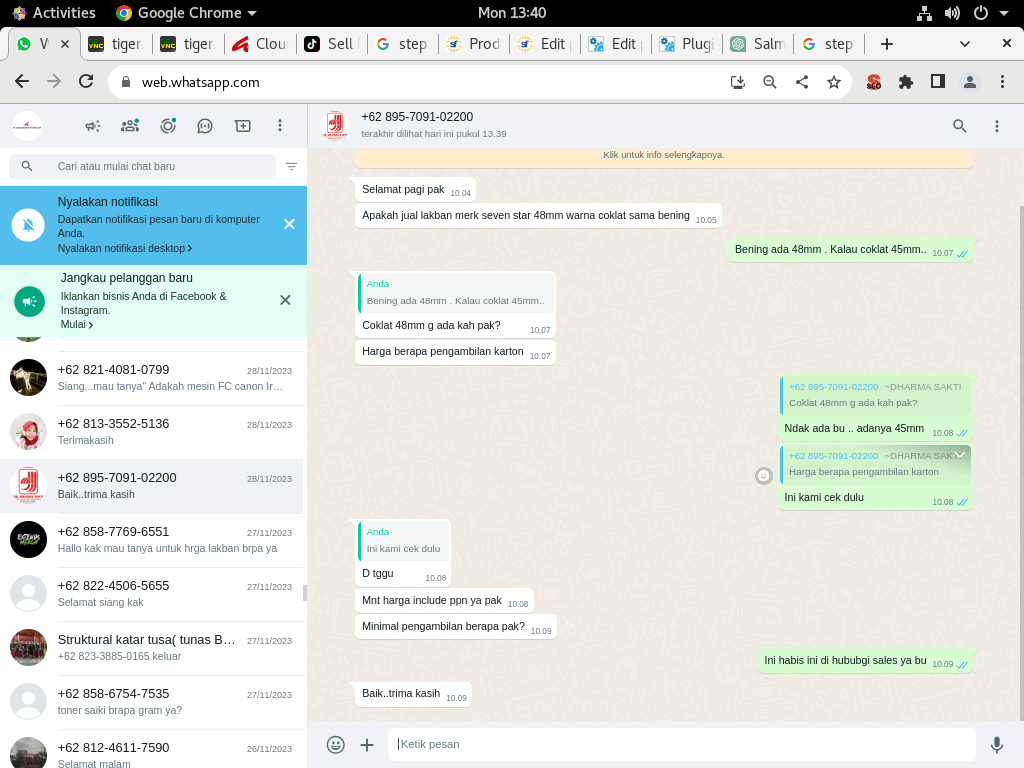 Activities
Google Chrome
Mon 13:40
W
tiger
tiger
Clou
Sell
step
Prod
Edit
Edit
Plugi
Salm
step
web.whatsapp.com
SEO
+62 895-7091-02200
terakhir dilihat hari ini pukul 13.39
Cari atau mulai chat baru
Nyalakan notifikasi
Dapatkan notifikasi pesan baru di komputer
Anda.
Nyalakan notifikasi desktop
Jangkau pelanggan baru
Iklankan bisnis Anda di Facebook &
Instagram.
Mulai
+62 821-4081-0799
28/11/2023
Siang...mau tanya" Adakah mesin FC canon Ir…
+62 813-3552-5136
28/11/2023
Terimakasih
+62 895-7091-02200
28/11/2023
Baik..trima kasih
+62 858-7769-6551
27/11/2023
Hallo kak mau tanya untuk hrga lakban brpa ya
+62 822-4506-5655
27/11/2023
Selamat siang kak
Struktural katar tusa( tunas B…
27/11/2023
+62 823-3885-0165 keluar
+62 858-6754-7535
27/11/2023
toner saiki brapa gram ya?
+62 812-4611-7590
26/11/2023
Selamat malam
Klik untuk info selengkapnya.
Selamat pagi pak
10.04
Apakah jual lakban merk seven star 48mm warna coklat sama bening
10.05
Bening ada 48mm . Kalau coklat 45mm..
10.07
Anda
Bening ada 48mm . Kalau coklat 45mm..
Coklat 48mm g ada kah pak?
10.07
Harga berapa pengambilan karton
10.07
+62 895-7091-02200 ~DHARMA SAKTI
Coklat 48mm g ada kah pak?
Ndak ada bu .. adanya 45mm
10.08
+62 895-7091-02200 ~DHARMA SAKTI
Harga berapa pengambilan karton
Ini kami cek dulu
10.08
Anda
Ini kami cek dulu
D tggu
10.08
Mnt harga include ppn ya pak
10.08
Minimal pengambilan berapa pak?
10.09
Ini habis ini di hububgi sales ya bu
10.09
Baik..trima kasih
10.09
Ketik pesan